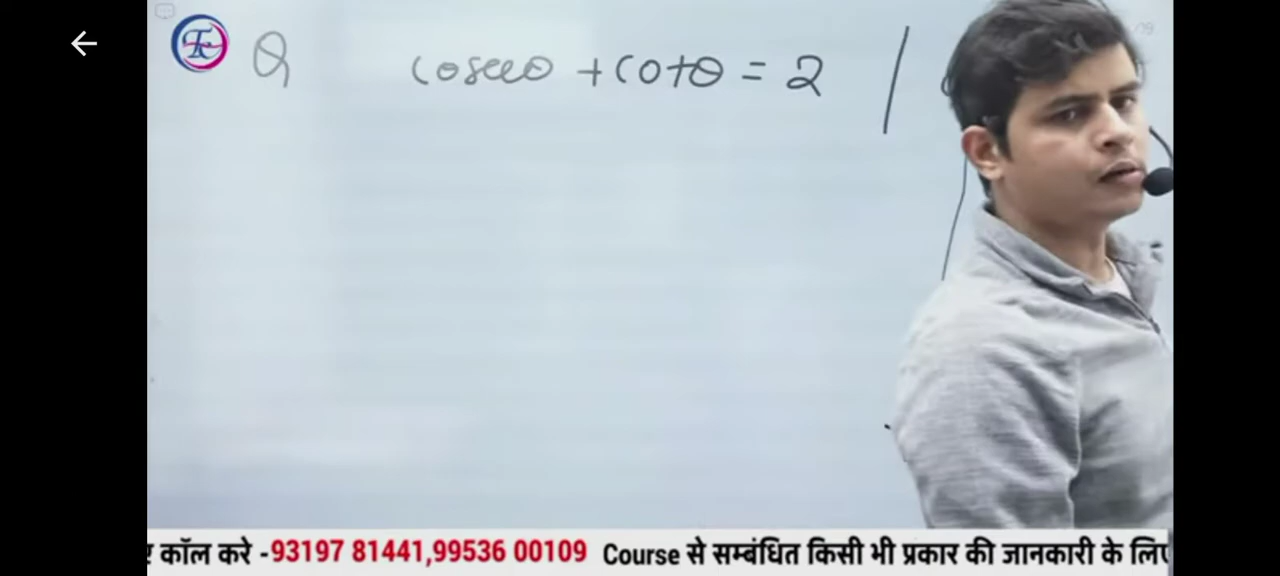 Q cosecθ + cotθ = 2
कॉल करे -93197 81441,99536 00109 Course से सम्बंधित किसी भी प्रकार की जानकारी के लिए